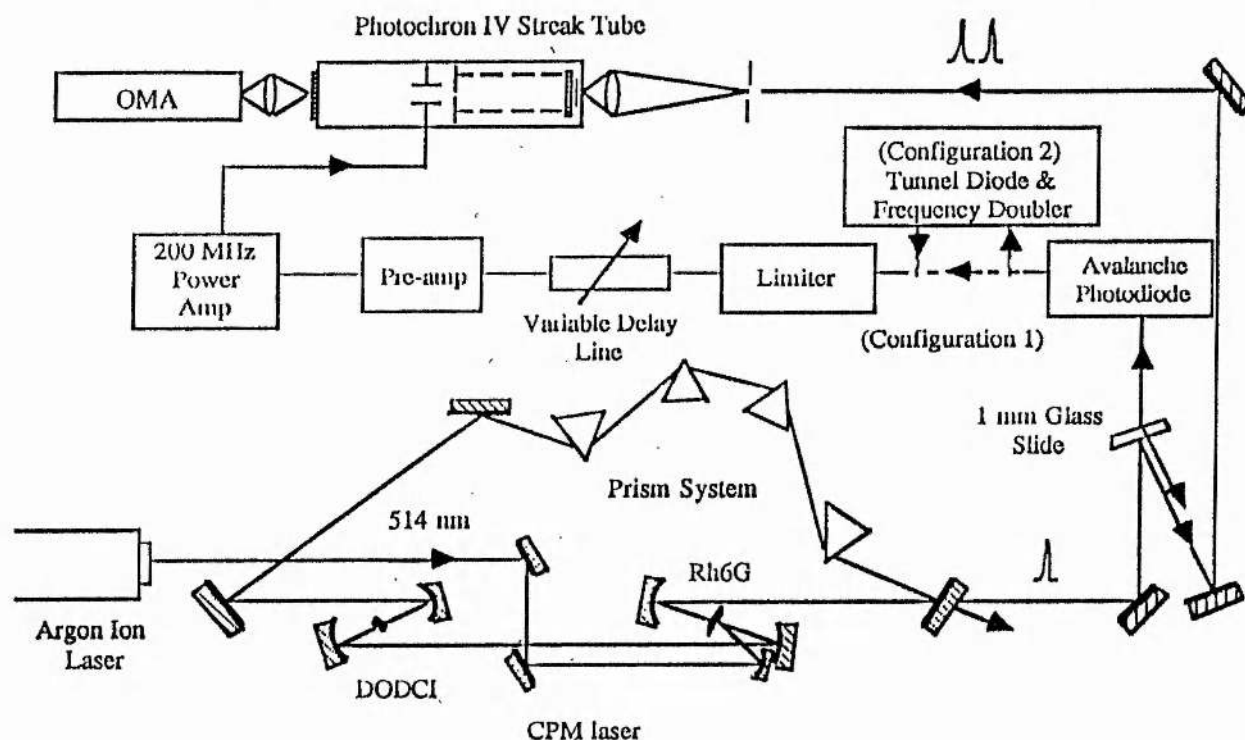 Photochron IV Streak Tube
OMA
(Configuration 2)
Tunnel Diode &
Frequency Doubler
200 MHz
Power
Amp
Pre-amp
Limiter
Avalanche
Photodiode
Variable Delay
Line
(Configuration 1)
1 mm Glass
Slide
Prism System
514 nm
Rh6G
Argon Ion
Laser
DODCI
CPM laser